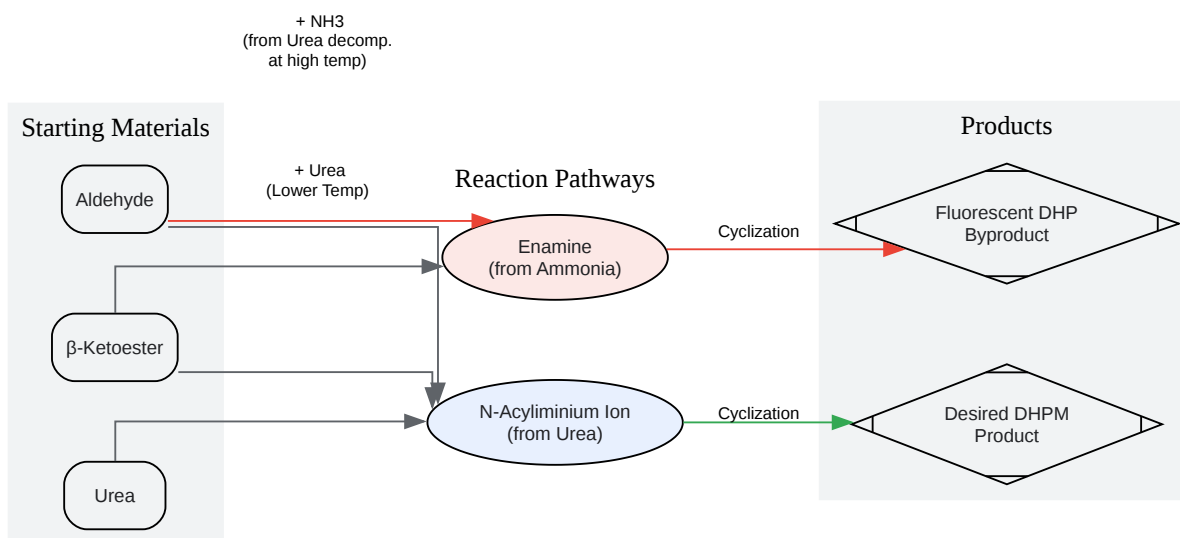 + NH3
(from Urea decomp.
at high temp)
Starting Materials
Products
+ Urea
(Lower Temp)
Reaction Pathways
Aldehyde
Fluorescent DHP
Byproduct
Cyclization
Enamine
(from Ammonia)
β-Ketoester
N-Acyliminium Ion
(from Urea)
Cyclization
Desired DHPM
Product
Urea